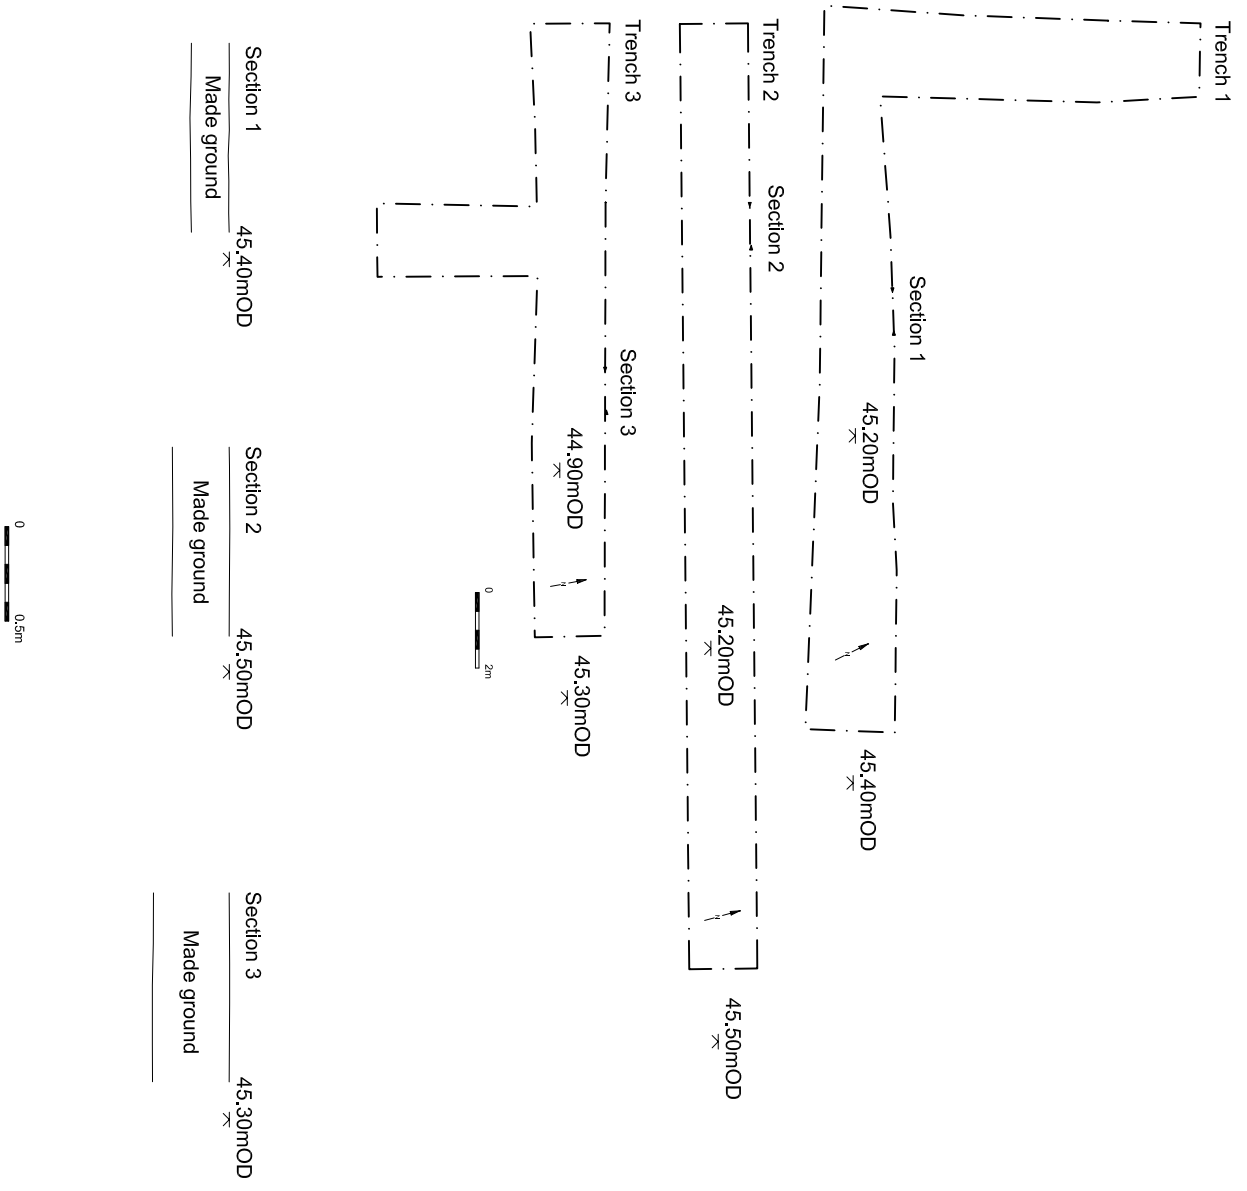 Trench 1
Section 1
45.20mOD
N
45.40mOD
Trench 2
Section 2
45.20mOD
N
45.50mOD
Trench 3
Section 3
44.90mOD
N
45.30mOD
0 2m
Section 1
45.40mOD
Made ground
Section 2
45.50mOD
Made ground
Section 3
45.30mOD
Made ground
0 0.5m